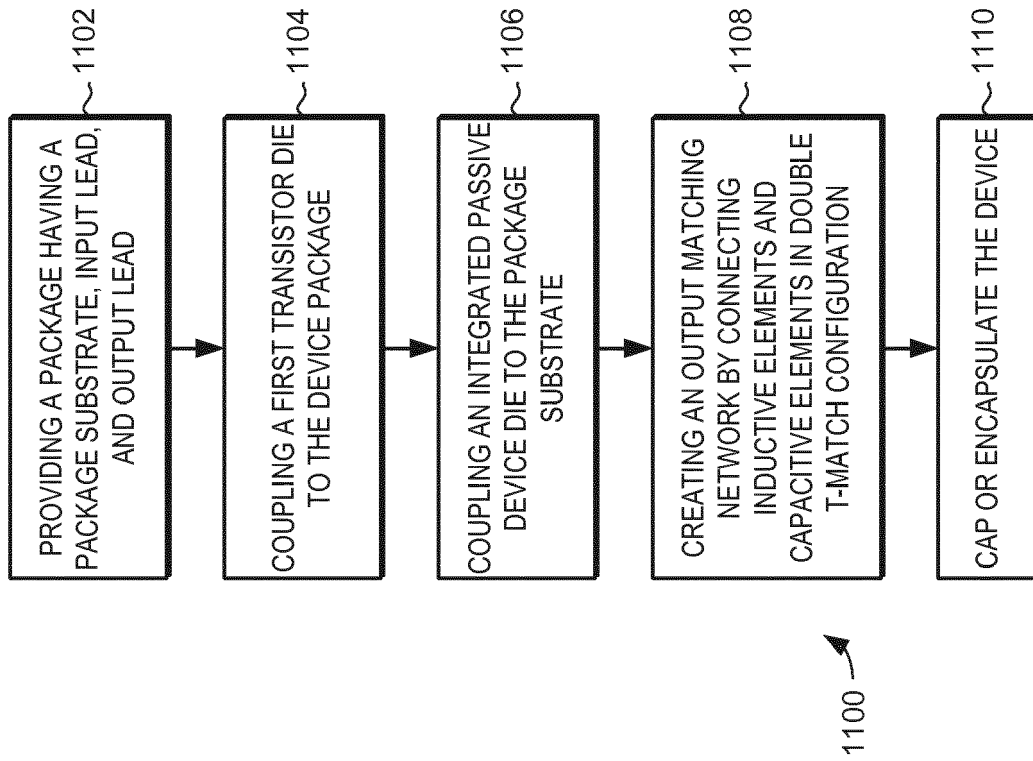 PROVIDING A PACKAGE HAVING A
PACKAGE SUBSTRATE, INPUT LEAD,
AND OUTPUT LEAD
1102
COUPLING A FIRST TRANSISTOR DIE
TO THE DEVICE PACKAGE
1104
COUPLING AN INTEGRATED PASSIVE
DEVICE DIE TO THE PACKAGE
SUBSTRATE
1106
CREATING AN OUTPUT MATCHING
NETWORK BY CONNECTING
INDUCTIVE ELEMENTS AND
CAPACITIVE ELEMENTS IN DOUBLE
T-MATCH CONFIGURATION
1108
CAP OR ENCAPSULATE THE DEVICE
1110
1100